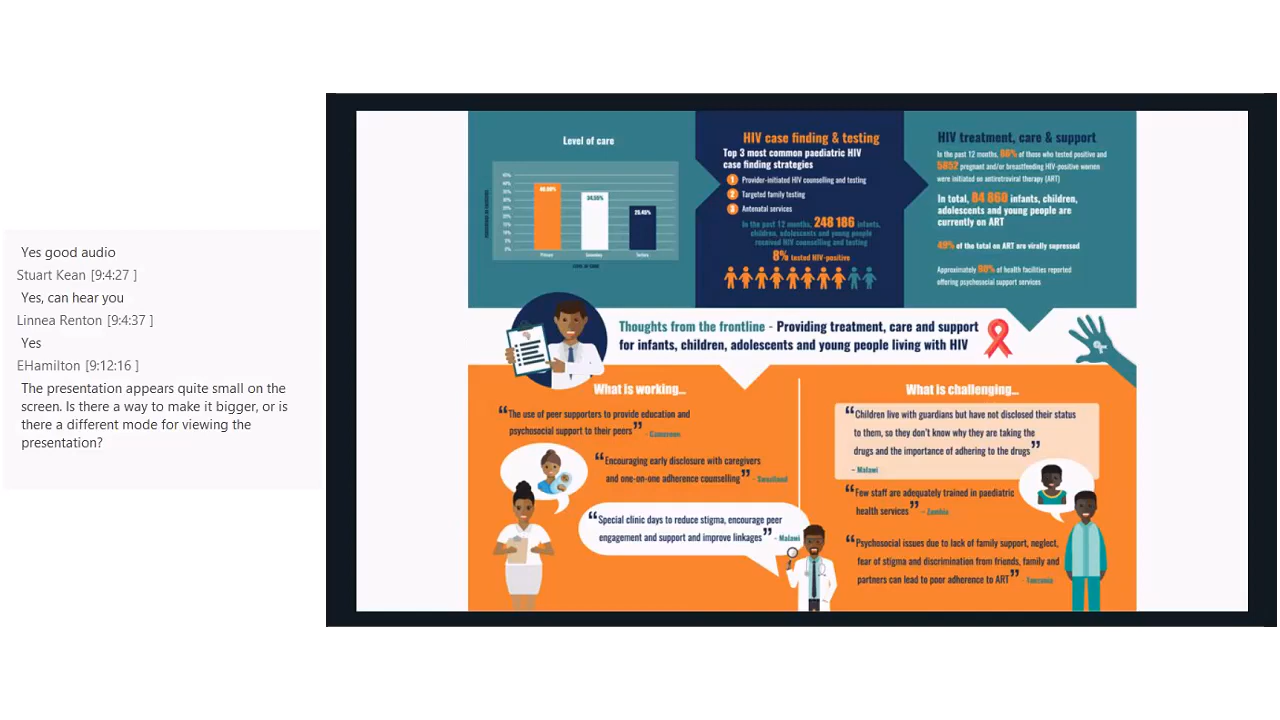 Yes good audio
Stuart Kean [9:4:27 ]
Yes, can hear you
Linnea Renton [9:4:37 ]
Yes
EHamilton [9:12:16 ]
The presentation appears quite small on the
screen. Is there a way to make it bigger, or is
there a different mode for viewing the
presentation?
Level of care
45%
40%
35%
30%
25%
20%
15%
10%
5%
0%
34.55%
Primary
Secondary
Tertiary
HIV case finding & testing
Top 3 most common paediatric HIV
case finding strategies
1 Provider-initiated HIV counselling and testing
2 Targeted family testing
3 Antenatal services
In the past 12 months, 248 186 infants,
children, adolescents and young people
received HIV counselling and testing
8% tested HIV-positive
HIV treatment, care & support
In the past 12 months, 66% of those who tested positive and
5852 pregnant and/or breastfeeding HIV-positive women
were initiated on antiretroviral therapy (ART)
In total, 84 860 infants, children,
adolescents and young people are
currently on ART
49% of the total on ART are virally supressed
Approximately 98% of health facilities reported
offering psychosocial support services
Thoughts from the frontline - Providing treatment, care and support
for infants, children, adolescents and young people living with HIV
What is working...
“The use of peer supporters to provide education and
psychosocial support to their peers” - Cameroon
“Encouraging early disclosure with caregivers
and one-on-one adherence counselling” - Swaziland
“Special clinic days to reduce stigma, encourage peer
engagement and support and improve linkages” - Malawi
What is challenging...
“Children live with guardians but have not disclosed their status
to them, so they don't know why they are taking the
drugs and the importance of adhering to the drugs”
- Malawi
“Few staff are adequately trained in paediatric
health services” - Zambia
“Psychosocial issues due to lack of family support, neglect,
fear of stigma and discrimination from friends, family and
partners can lead to poor adherence to ART” - Tanzania